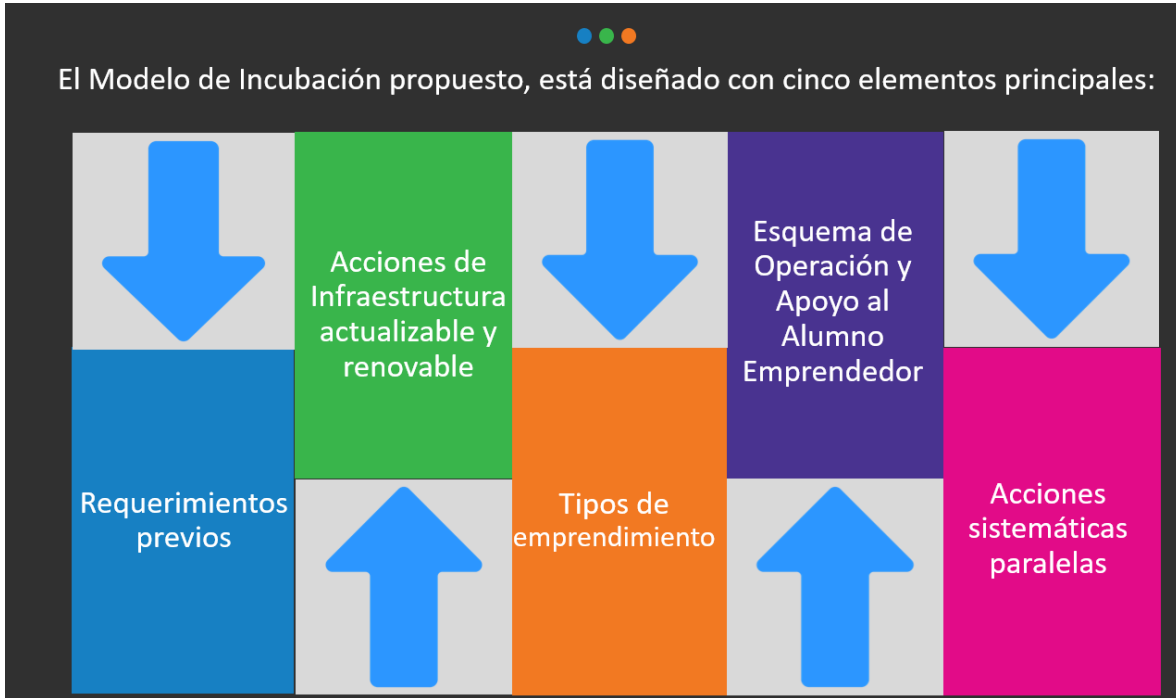 El Modelo de Incubación propuesto, está diseñado con cinco elementos principales:
Requerimientos
previos
Acciones de
Infraestructura
actualizable y
renovable
Tipos de
emprendimiento
Esquema de
Operación y
Apoyo al
Alumno
Emprendedor
Acciones
sistemáticas
paralelas